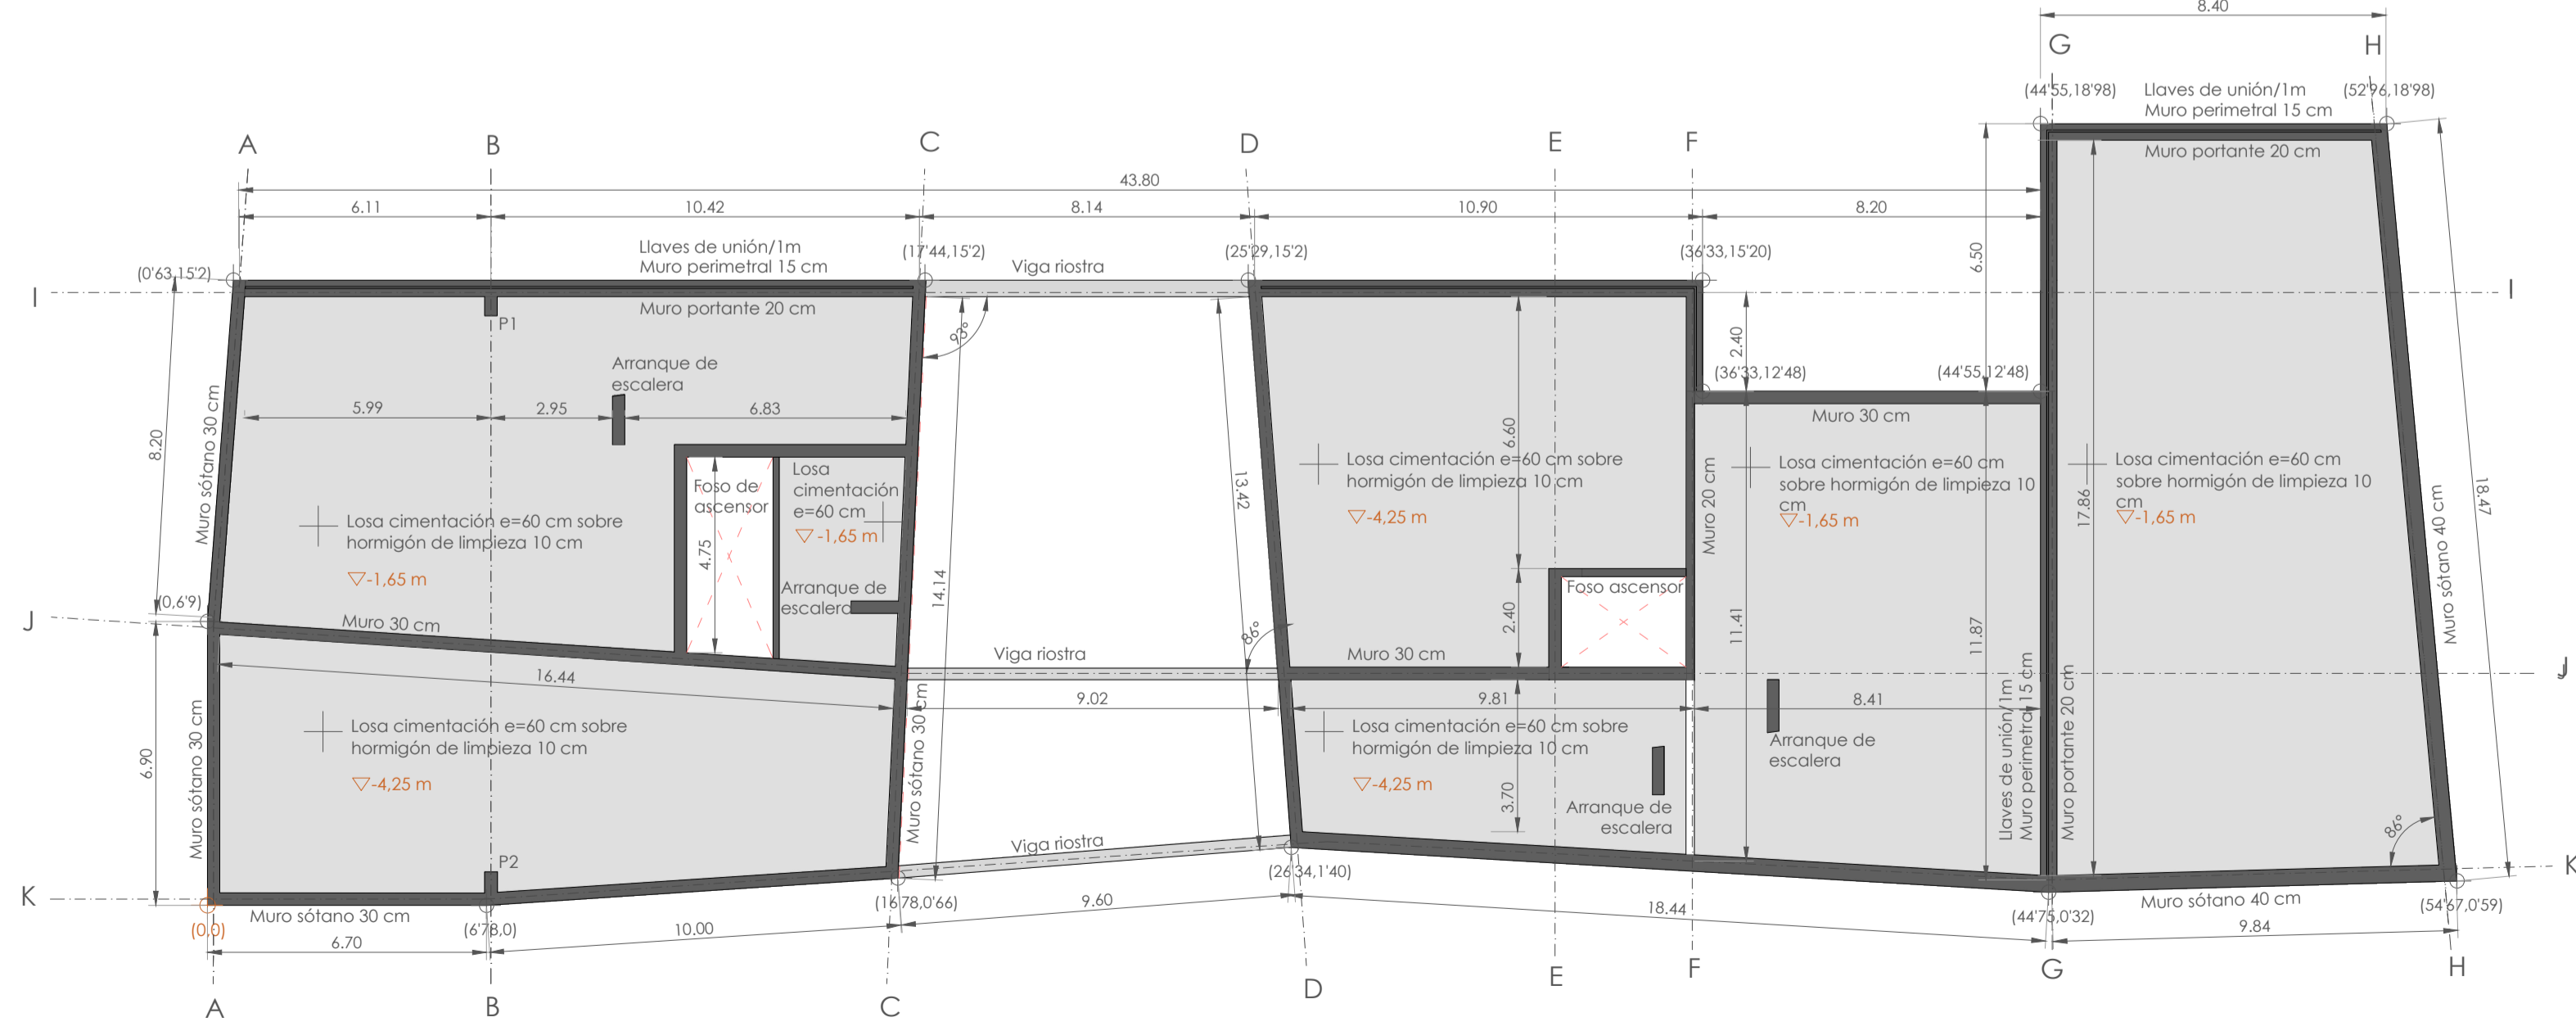 8.40
G
H
(44'55,18'98)
Llaves de unión/1m
Muro perimetral 15 cm
(52'96,18'98)
A
B
C
D
E
F
Muro portante 20 cm
43.80
6.11
10.42
8.14
10.90
8.20
Llaves de unión/1m
Muro perimetral 15 cm
(0'63,15'2)
(17'44,15'2)
Viga riostra
(25'29,15'2)
(36'33,15'20)
6.50
I
I
Muro portante 20 cm
P1
93°
2.40
Arranque de
escalera
(36'33,12'48)
(44'55,12'48)
5.99
2.95
6.83
Muro 30 cm
8.20
Muro sótano 30 cm
6.60
Losa cimentación e=60 cm sobre
hormigón de limpieza 10 cm
-4,25 m
Muro 20 cm
Losa cimentación e=60 cm
sobre hormigón de limpieza 10
cm
-1,65 m
17.86
Losa cimentación e=60 cm
sobre hormigón de limpieza 10
cm
-1,65 m
Muro sótano 40 cm
18.47
Losa
cimentación
e=60 cm
-1,65 m
Foso de
ascensor
4.75
13.42
Losa cimentación e=60 cm sobre
hormigón de limpieza 10 cm
-1,65 m
Arranque de
escalera
14.14
Foso ascensor
2.40
11.41
11.87
(0,6'9)
J
Muro 30 cm
86°
Viga riostra
Muro 30 cm
J
16.44
9.02
9.81
8.41
Muro sótano 30 cm
Muro sótano 30 cm
6.90
Losa cimentación e=60 cm sobre
hormigón de limpieza 10 cm
-4,25 m
Losa cimentación e=60 cm sobre
hormigón de limpieza 10 cm
-4,25 m
3.70
Arranque de
escalera
Arranque de
escalera
Llaves de unión/1m
Muro perimetral 15 cm
Muro portante 20 cm
86°
P2
Viga riostra
K
K
(0,0)
Muro sótano 30 cm
(6'78,0)
(16'78,0'66)
(26'34,1'40)
(44'75,0'32)
Muro sótano 40 cm
(54'67,0'59)
6.70
10.00
9.60
18.44
9.84
A
B
C
D
E
F
G
H